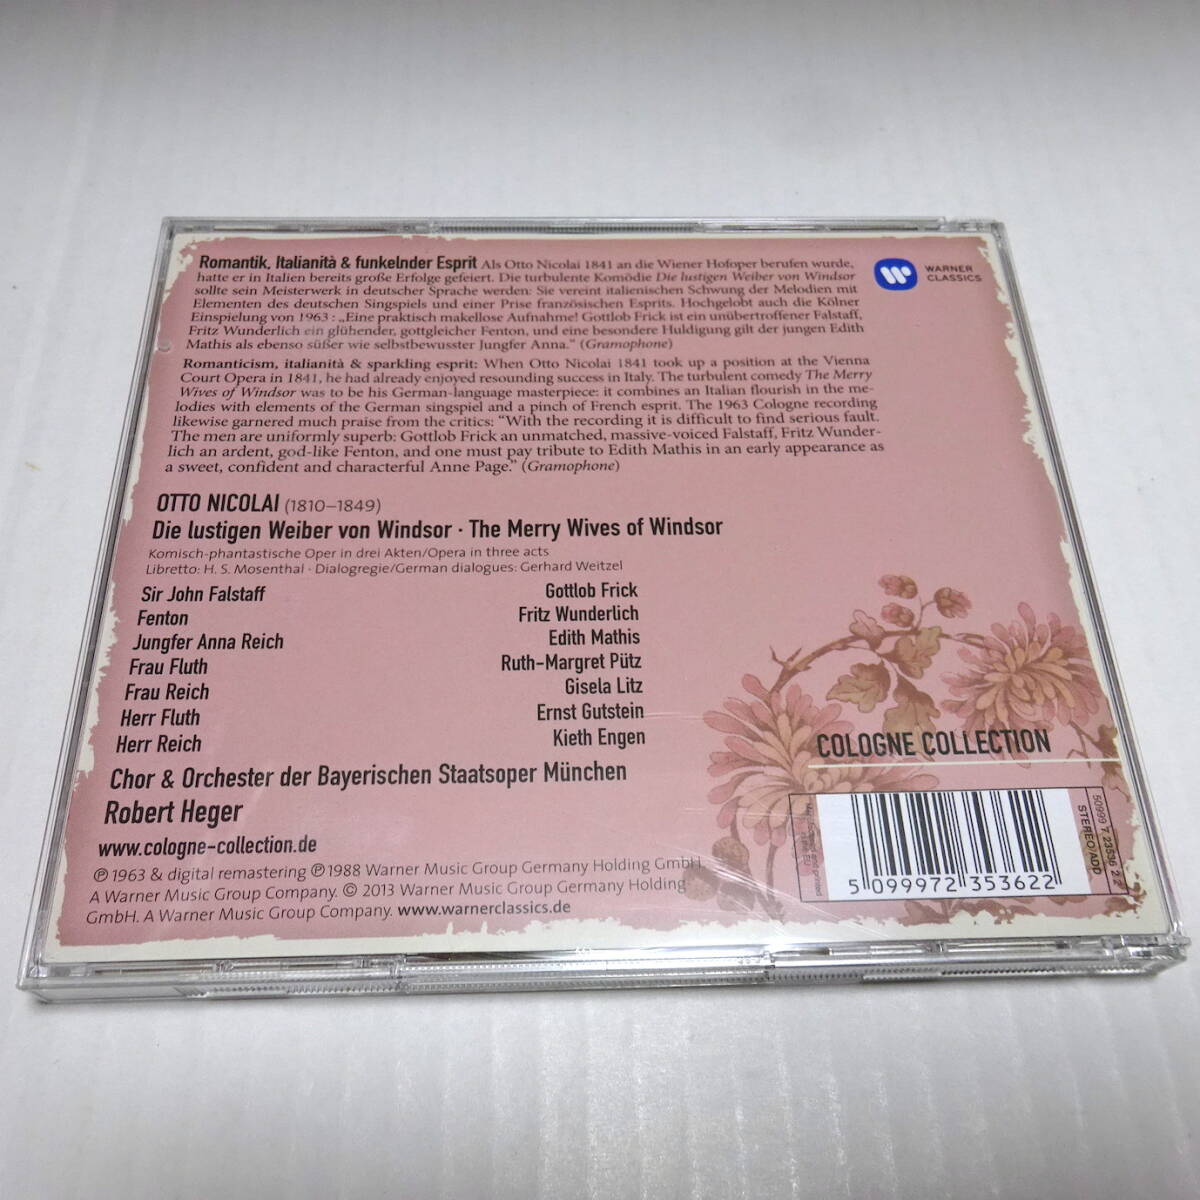 Romantik, Italianità & funkelnder Esprit Als Otto Nicolai 1841 an die Wiener Hofoper berufen wurde,
hatte er in Italien bereits große Erfolge gefeiert. Die turbulente Komödie Die lustigen Weiber von Windsor
sollte sein Meisterwerk in deutscher Sprache werden: Sie vereint italienischen Schwung der Melodien mit
Elementen des deutschen Singspiels und einer Prise französischen Esprits. Hochgelobt auch die Kölner
Einspielung von 1963 : „Eine praktisch makellose Aufnahme! Gottlob Frick ist ein unübertroffener Falstaff,
Fritz Wunderlich ein glühender, gottgleicher Fenton, und eine besondere Huldigung gilt der jungen Edith
Mathis als ebenso süßer wie selbstbewusster Jungfer Anna.“ (Gramophone)
Romanticism, italianità & sparkling esprit: When Otto Nicolai 1841 took up a position at the Vienna
Court Opera in 1841, he had already enjoyed resounding success in Italy. The turbulent comedy The Merry
Wives of Windsor was to be his German-language masterpiece: it combines an Italian flourish in the me-
lodies with elements of the German singspiel and a pinch of French esprit. The 1963 Cologne recording
likewise garnered much praise from the critics: “With the recording it is difficult to find serious fault.
The men are uniformly superb: Gottlob Frick an unmatched, massive-voiced Falstaff, Fritz Wunder-
lich an ardent, god-like Fenton, and one must pay tribute to Edith Mathis in an early appearance as
a sweet, confident and characterful Anne Page.” (Gramophone)
WARNER
CLASSICS
OTTO NICOLAI (1810–1849)
Die lustigen Weiber von Windsor · The Merry Wives of Windsor
Komisch-phantastische Oper in drei Akten/Opera in three acts
Libretto: H. S. Mosenthal · Dialogregie/German dialogues: Gerhard Weitzel
Sir John Falstaff Gottlob Frick
Fenton Fritz Wunderlich
Jungfer Anna Reich Edith Mathis
Frau Fluth Ruth-Margret Pütz
Frau Reich Gisela Litz
Herr Fluth Ernst Gutstein
Herr Reich Kieth Engen
Chor & Orchester der Bayerischen Staatsoper München
Robert Heger
www.cologne-collection.de
℗ 1963 & digital remastering ℗ 1988 Warner Music Group Germany Holding GmbH.
A Warner Music Group Company. © 2013 Warner Music Group Germany Holding
GmbH. A Warner Music Group Company. www.warnerclassics.de
COLOGNE COLLECTION
5 099972 353622
50999 7 23536 2 2
STEREO/ADD